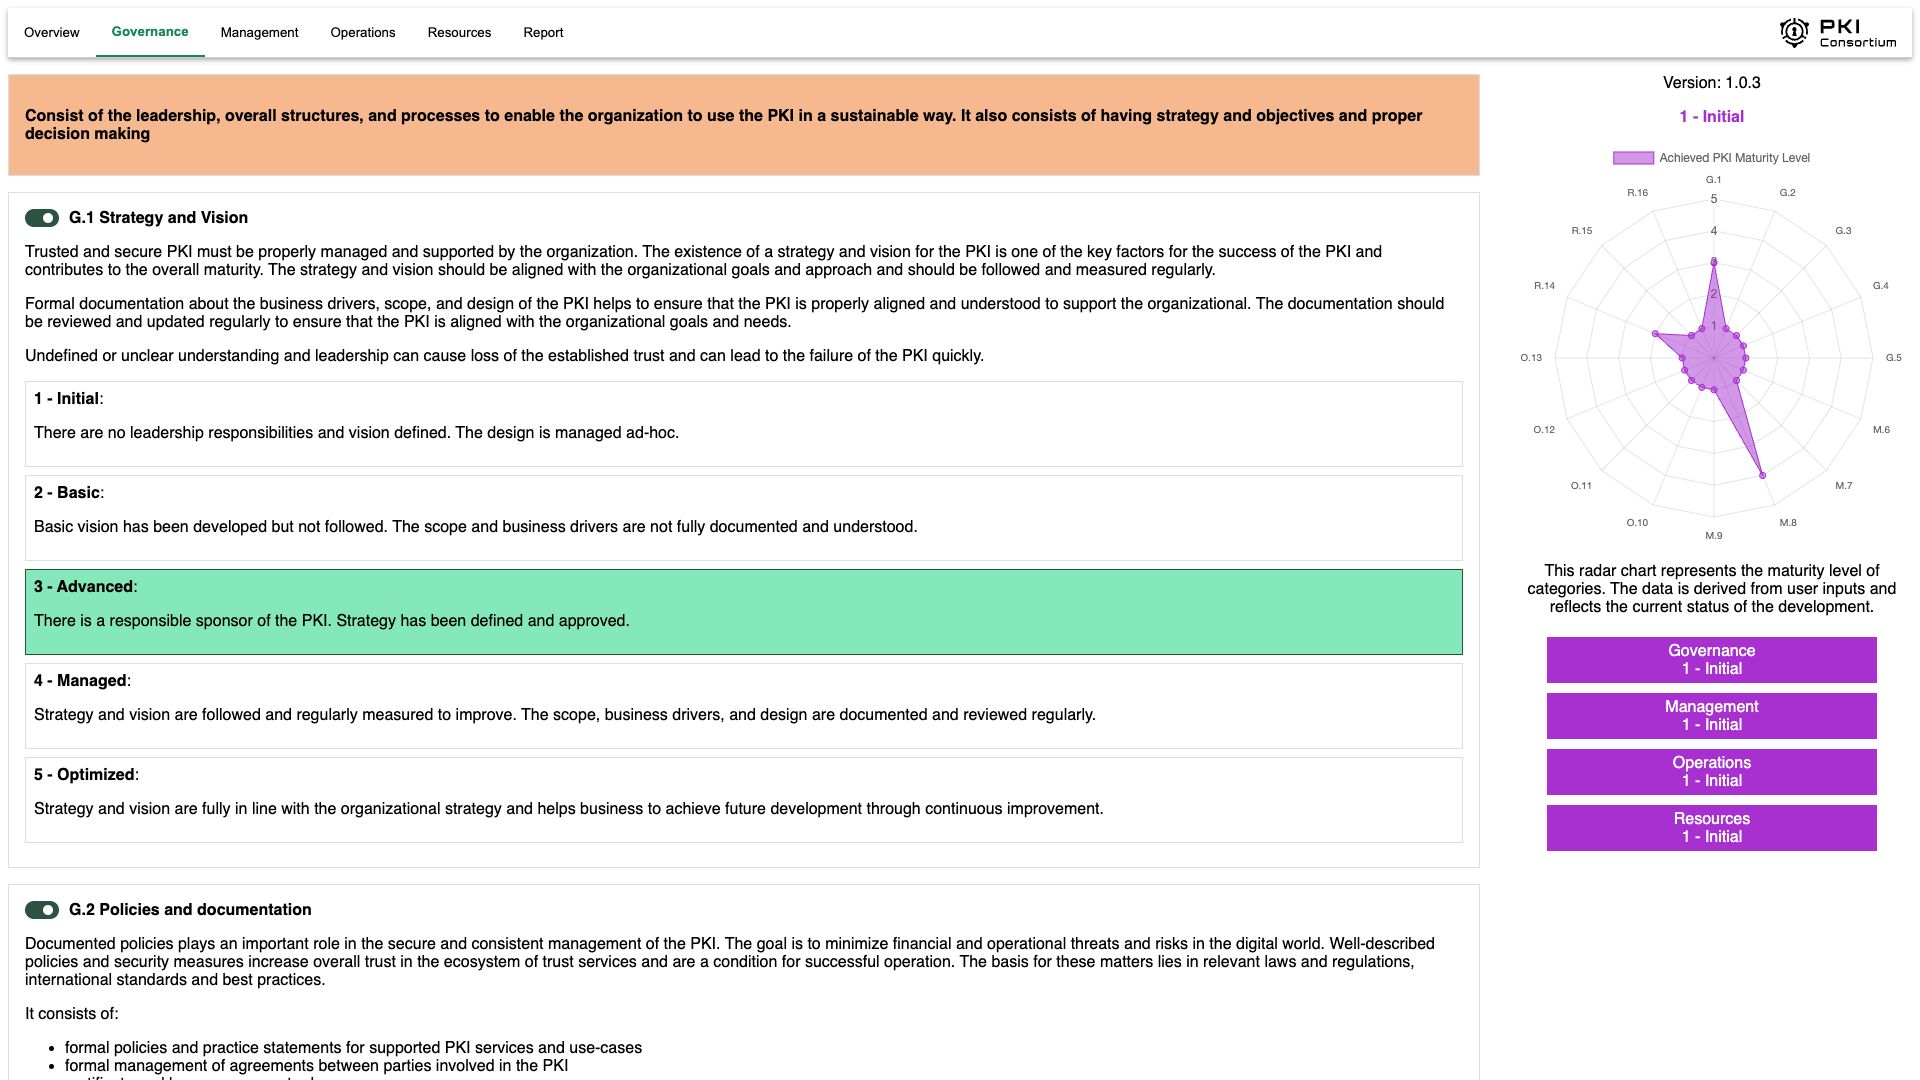 Overview Governance Management Operations Resources Report
PKI
Consortium
Consist of the leadership, overall structures, and processes to enable the organization to use the PKI in a sustainable way. It also consists of having strategy and objectives and proper
decision making
G.1 Strategy and Vision
Trusted and secure PKI must be properly managed and supported by the organization. The existence of a strategy and vision for the PKI is one of the key factors for the success of the PKI and
contributes to the overall maturity. The strategy and vision should be aligned with the organizational goals and approach and should be followed and measured regularly.
Formal documentation about the business drivers, scope, and design of the PKI helps to ensure that the PKI is properly aligned and understood to support the organizational. The documentation should
be reviewed and updated regularly to ensure that the PKI is aligned with the organizational goals and needs.
Undefined or unclear understanding and leadership can cause loss of the established trust and can lead to the failure of the PKI quickly.
1 - Initial:
There are no leadership responsibilities and vision defined. The design is managed ad-hoc.
2 - Basic:
Basic vision has been developed but not followed. The scope and business drivers are not fully documented and understood.
3 - Advanced:
There is a responsible sponsor of the PKI. Strategy has been defined and approved.
4 - Managed:
Strategy and vision are followed and regularly measured to improve. The scope, business drivers, and design are documented and reviewed regularly.
5 - Optimized:
Strategy and vision are fully in line with the organizational strategy and helps business to achieve future development through continuous improvement.
G.2 Policies and documentation
Documented policies plays an important role in the secure and consistent management of the PKI. The goal is to minimize financial and operational threats and risks in the digital world. Well-described
policies and security measures increase overall trust in the ecosystem of trust services and are a condition for successful operation. The basis for these matters lies in relevant laws and regulations,
international standards and best practices.
It consists of:
• formal policies and practice statements for supported PKI services and use-cases
• formal management of agreements between parties involved in the PKI
Version: 1.0.3
1 - Initial
Achieved PKI Maturity Level
G.1
G.2
G.3
G.4
G.5
M.6
M.7
M.8
M.9
O.10
O.11
O.12
O.13
R.14
R.15
R.16
5
4
3
2
1
This radar chart represents the maturity level of
categories. The data is derived from user inputs and
reflects the current status of the development.
Governance
1 - Initial
Management
1 - Initial
Operations
1 - Initial
Resources
1 - Initial